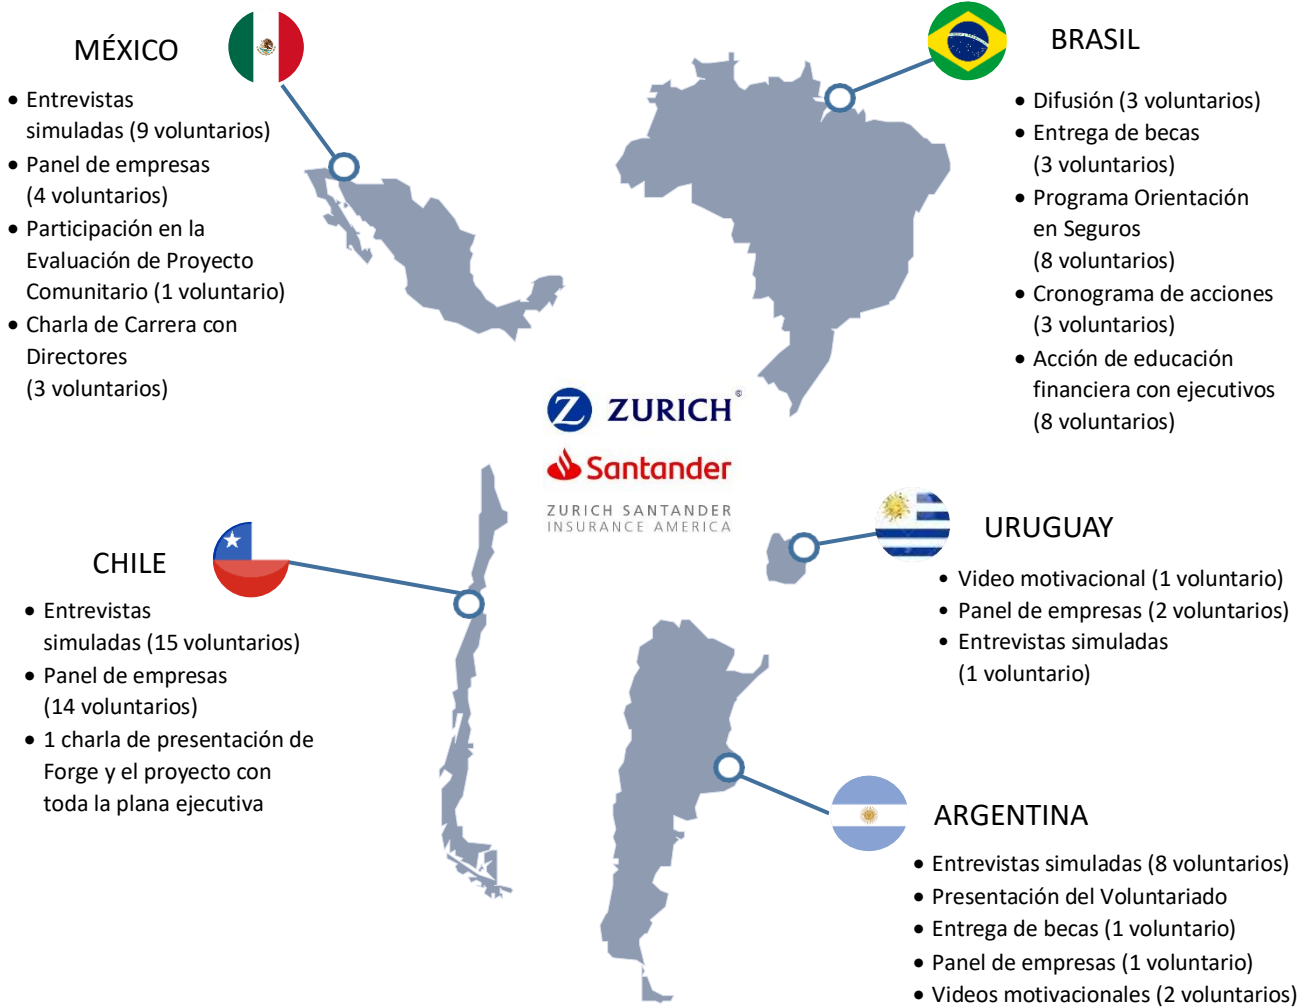 MÉXICO
• Entrevistas
simuladas (9 voluntarios)
• Panel de empresas
(4 voluntarios)
• Participación en la
Evaluación de Proyecto
Comunitario (1 voluntario)
• Charla de Carrera con
Directores
(3 voluntarios)
BRASIL
• Difusión (3 voluntarios)
• Entrega de becas
(3 voluntarios)
• Programa Orientación
en Seguros
(8 voluntarios)
• Cronograma de acciones
(3 voluntarios)
• Acción de educación
financiera con ejecutivos
(8 voluntarios)
Z ZURICH®
Santander
ZURICH SANTANDER
INSURANCE AMERICA
CHILE
• Entrevistas
simuladas (15 voluntarios)
• Panel de empresas
(14 voluntarios)
• 1 charla de presentación de
Forge y el proyecto con
toda la plana ejecutiva
URUGUAY
• Video motivacional (1 voluntario)
• Panel de empresas (2 voluntarios)
• Entrevistas simuladas
(1 voluntario)
ARGENTINA
• Entrevistas simuladas (8 voluntarios)
• Presentación del Voluntariado
• Entrega de becas (1 voluntario)
• Panel de empresas (1 voluntario)
• Videos motivacionales (2 voluntarios)